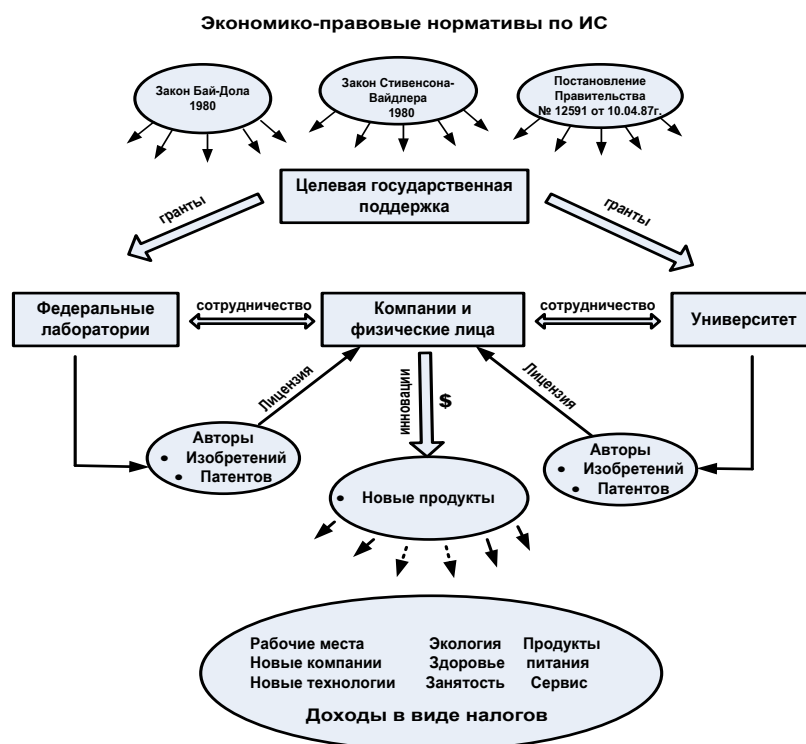 Экономико-правовые нормативы по ИС
Закон Бай-Дола
1980
Закон Стивенсона-
Вайдлера
1980
Постановление
Правительства
№ 12591 от 10.04.87г.
Целевая государственная
поддержка
гранты
гранты
Федеральные
лаборатории
сотрудничество
Компании и
физические лица
сотрудничество
Университет
Лицензия
инновации
$
Лицензия
Авторы
• Изобретений
• Патентов
Авторы
• Изобретений
• Патентов
• Новые продукты
Рабочие места Экология Продукты
Новые компании Здоровье питания
Новые технологии Занятость Сервис
Доходы в виде налогов